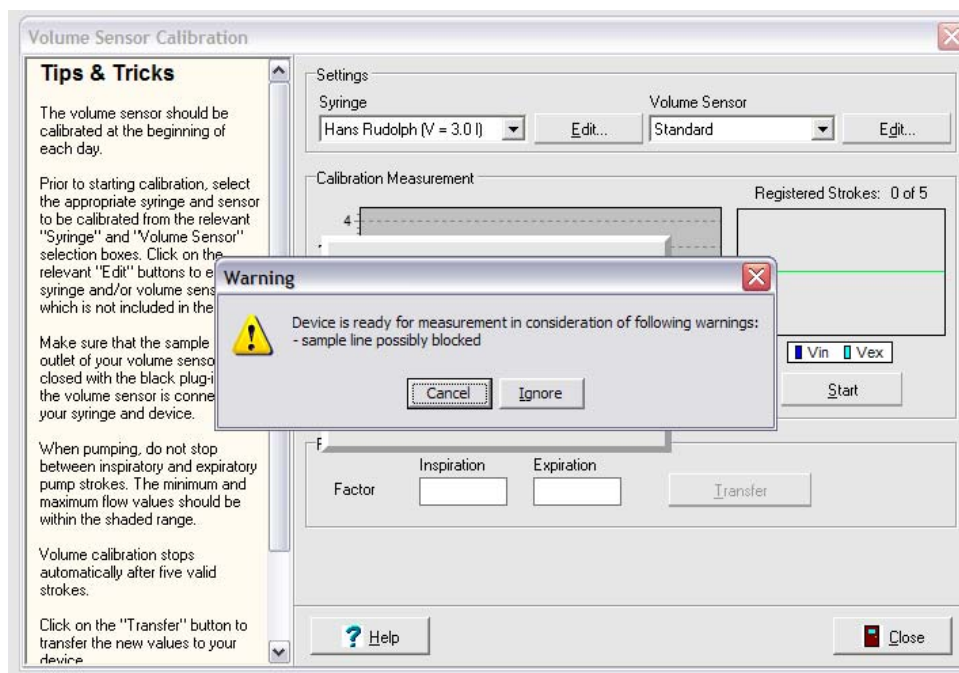 Volume Sensor Calibration
Tips & Tricks
The volume sensor should be
calibrated at the beginning of
each day.
Prior to starting calibration, select
the appropriate syringe and sensor
to be calibrated from the relevant
"Syringe" and "Volume Sensor"
selection boxes. Click on the
relevant "Edit" buttons to
syringe and/or volume
which is not included in the
Make sure that the sample
outlet of your volume
closed with the black
the volume sensor is
your syringe and device.
When pumping, do not stop
between inspiratory and expiratory
pump strokes. The minimum and
maximum flow values should be
within the shaded range.
Volume calibration stops
automatically after five valid
strokes.
Click on the "Transfer" button to
transfer the new values to your
device
Settings
Syringe
Volume Sensor
Hans Rudolph (V = 3.0 l)
Edit...
Standard
Edit...
Calibration Measurement
Registered Strokes: 0 of 5
4
Vin Vex
Start
Warning
Device is ready for measurement in consideration of following warnings:
- sample line possibly blocked
Cancel
Ignore
Inspiration
Expiration
Factor
Transfer
Help
Close